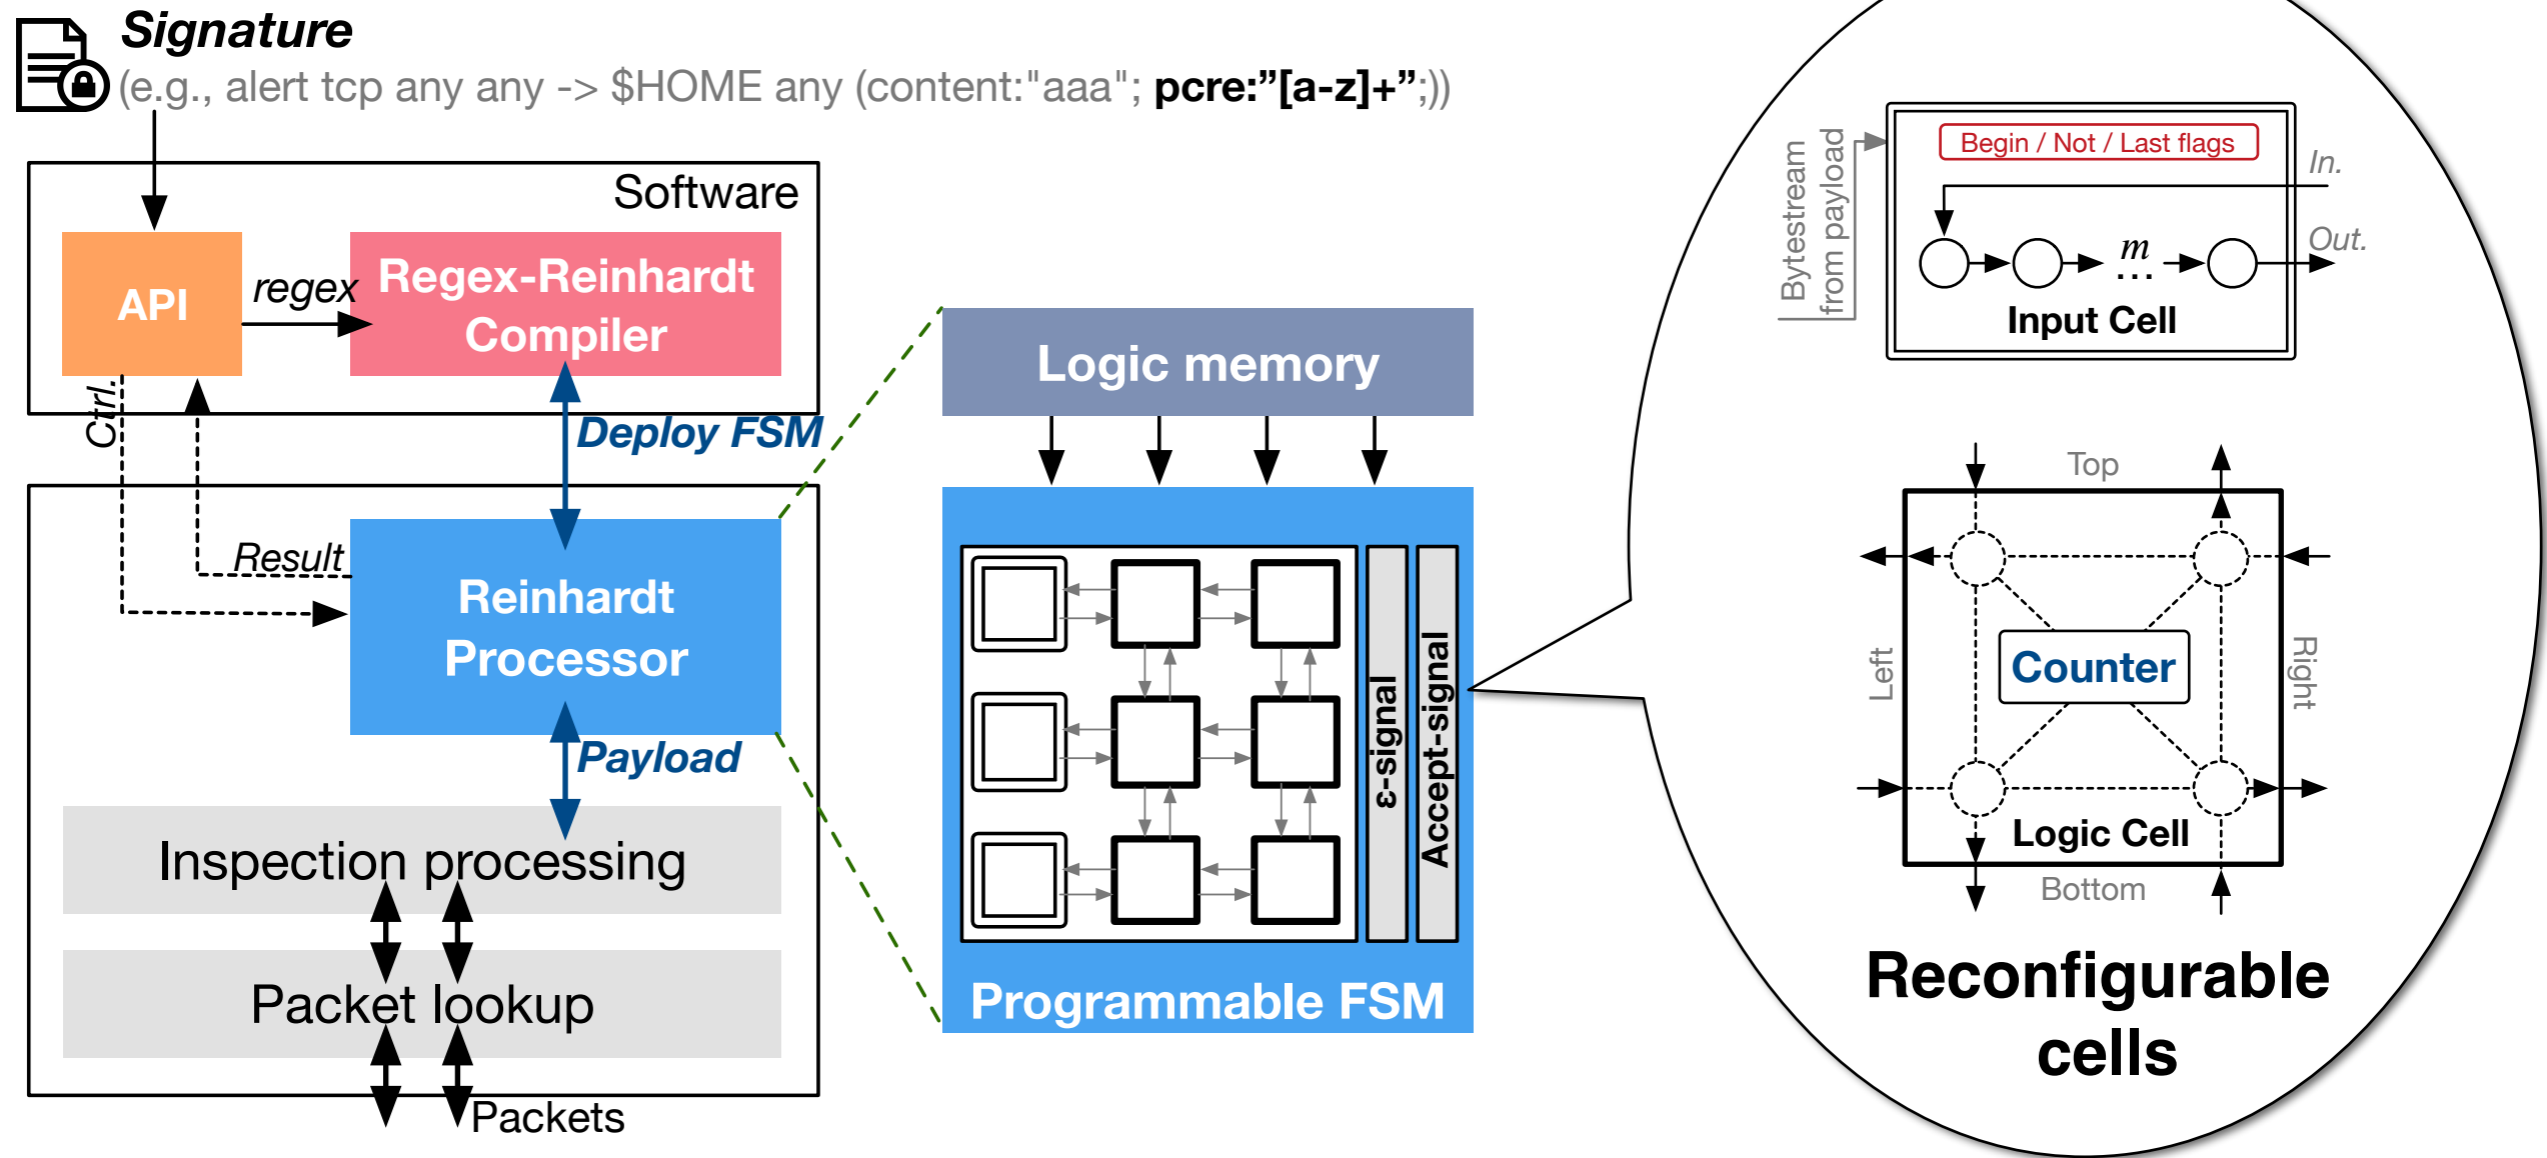 Signature
(e.g., alert tcp any any -> $HOME any (content:"aaa"; pcre:”[a-z]+”;))
Software
API
regex
Regex-Reinhardt
Compiler
Ctrl.
Deploy FSM
Result
Reinhardt
Processor
Payload
Inspection processing
Packet lookup
Packets
Logic memory
ε-signal
Accept-signal
Programmable FSM
Bytestream
from payload
Begin / Not / Last flags
In.
m
...
Out.
Input Cell
Top
Left
Counter
Right
Logic Cell
Bottom
Reconfigurable
cells